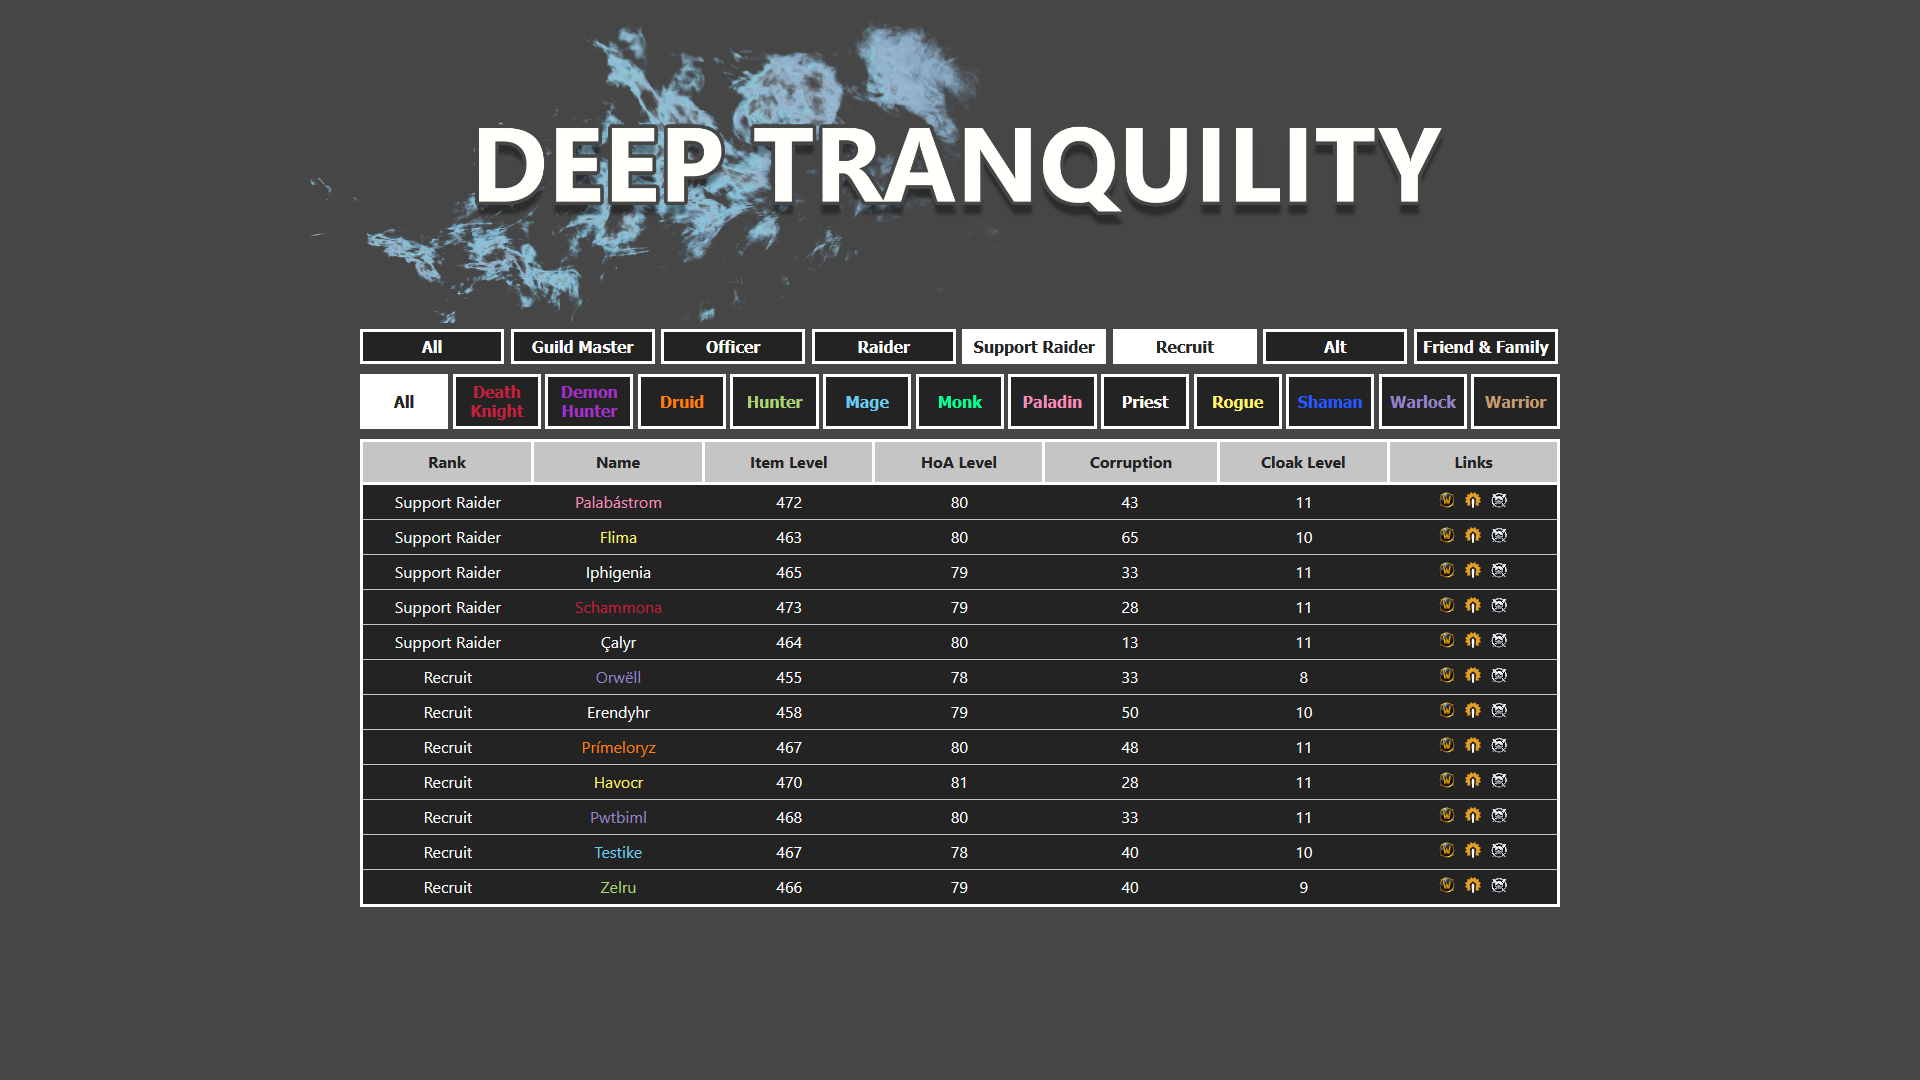 DEEP TRANQUILITY
All Guild Master Officer Raider Support Raider Recruit Alt Friend & Family
All Death Knight Demon Hunter Druid Hunter Mage Monk Paladin Priest Rogue Shaman Warlock Warrior
Rank Name Item Level HoA Level Corruption Cloak Level Links
Support Raider Palabástrom 472 80 43 11
Support Raider Flima 463 80 65 10
Support Raider Iphigenia 465 79 33 11
Support Raider Schammona 473 79 28 11
Support Raider Çalyr 464 80 13 11
Recruit Orwëll 455 78 33 8
Recruit Erendyhr 458 79 50 10
Recruit Prímeloryz 467 80 48 11
Recruit Havocr 470 81 28 11
Recruit Pwtbiml 468 80 33 11
Recruit Testike 467 78 40 10
Recruit Zelru 466 79 40 9